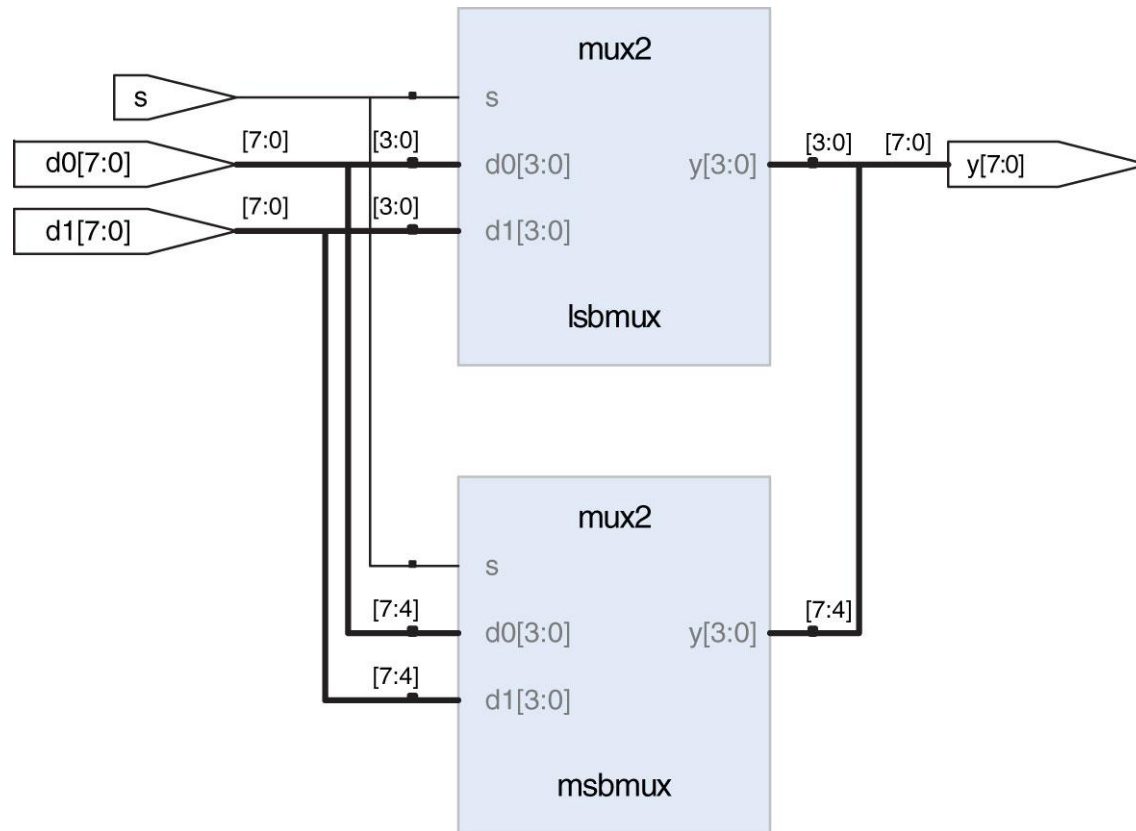 mux2
s
s
[7:0]
[3:0]
[3:0]
[7:0]
d0[7:0]
d0[3:0]
y[3:0]
y[7:0]
[7:0]
[3:0]
d1[7:0]
d1[3:0]
lsbmux
mux2
s
[7:4]
[7:4]
d0[3:0]
y[3:0]
[7:4]
d1[3:0]
msbmux